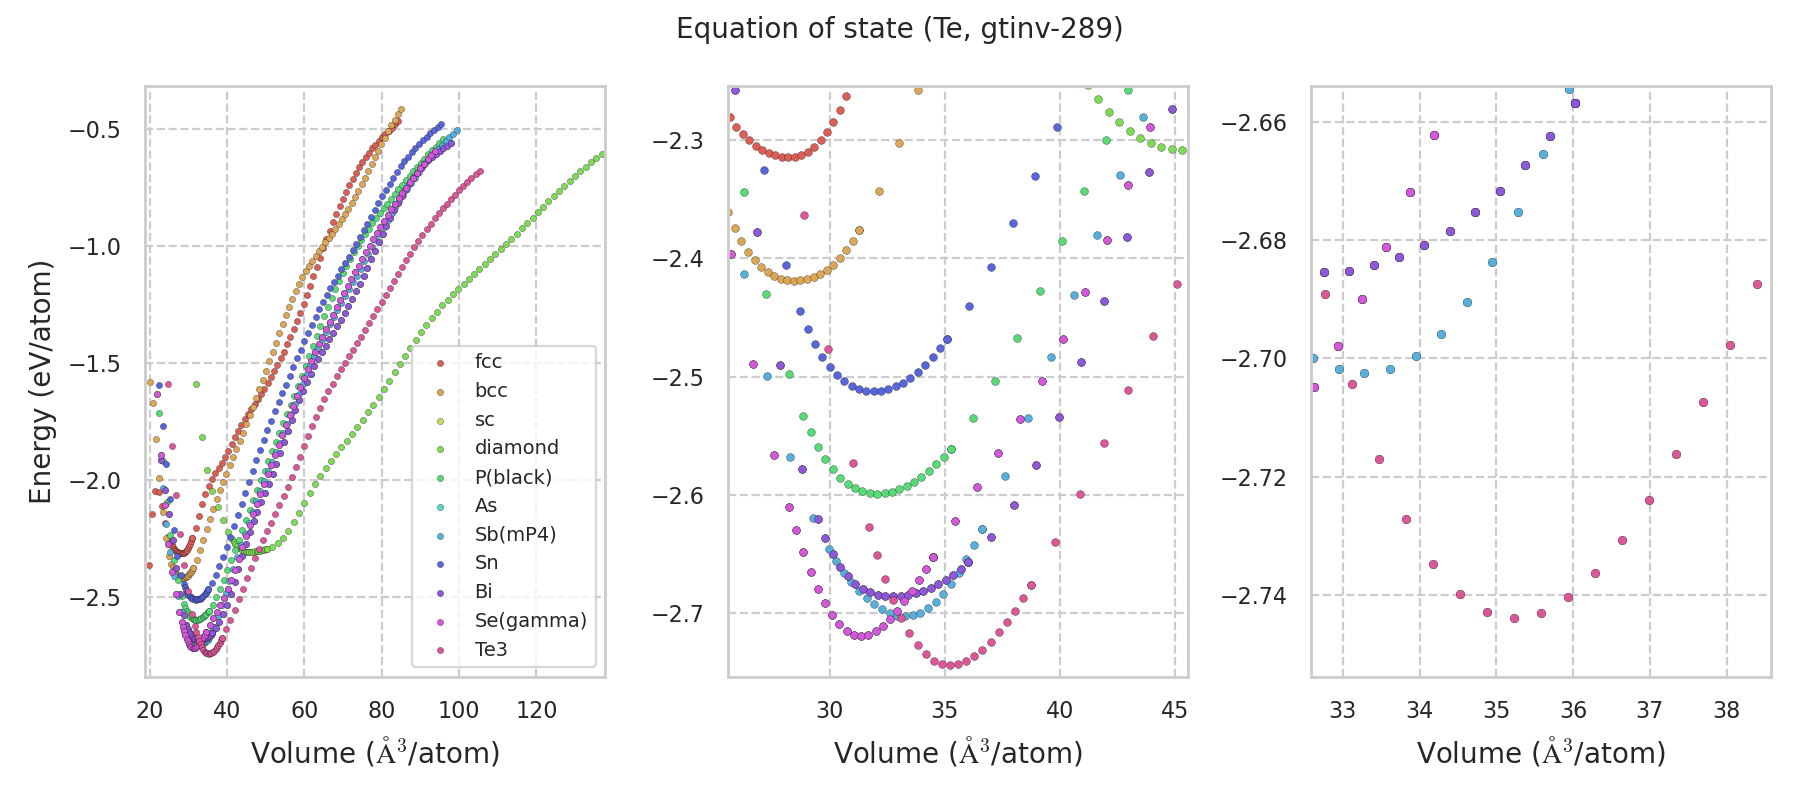 Equation of state (Te, gtinv-289)
Energy (eV/atom)
−0.5
−1.0
−1.5
−2.0
−2.5
20 40 60 80 100 120
Volume (Å³/atom)
fcc
bcc
sc
diamond
P(black)
As
Sb(mP4)
Sn
Bi
Se(gamma)
Te3
−2.3
−2.4
−2.5
−2.6
−2.7
30 35 40 45
Volume (Å³/atom)
−2.66
−2.68
−2.70
−2.72
−2.74
33 34 35 36 37 38
Volume (Å³/atom)